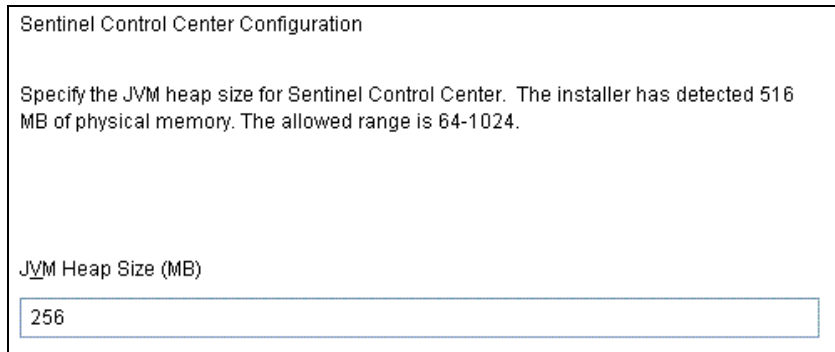 Sentinel Control Center Configuration
Specify the JVM heap size for Sentinel Control Center.  The installer has detected 516
MB of physical memory. The allowed range is 64-1024.
JVM Heap Size (MB)
256